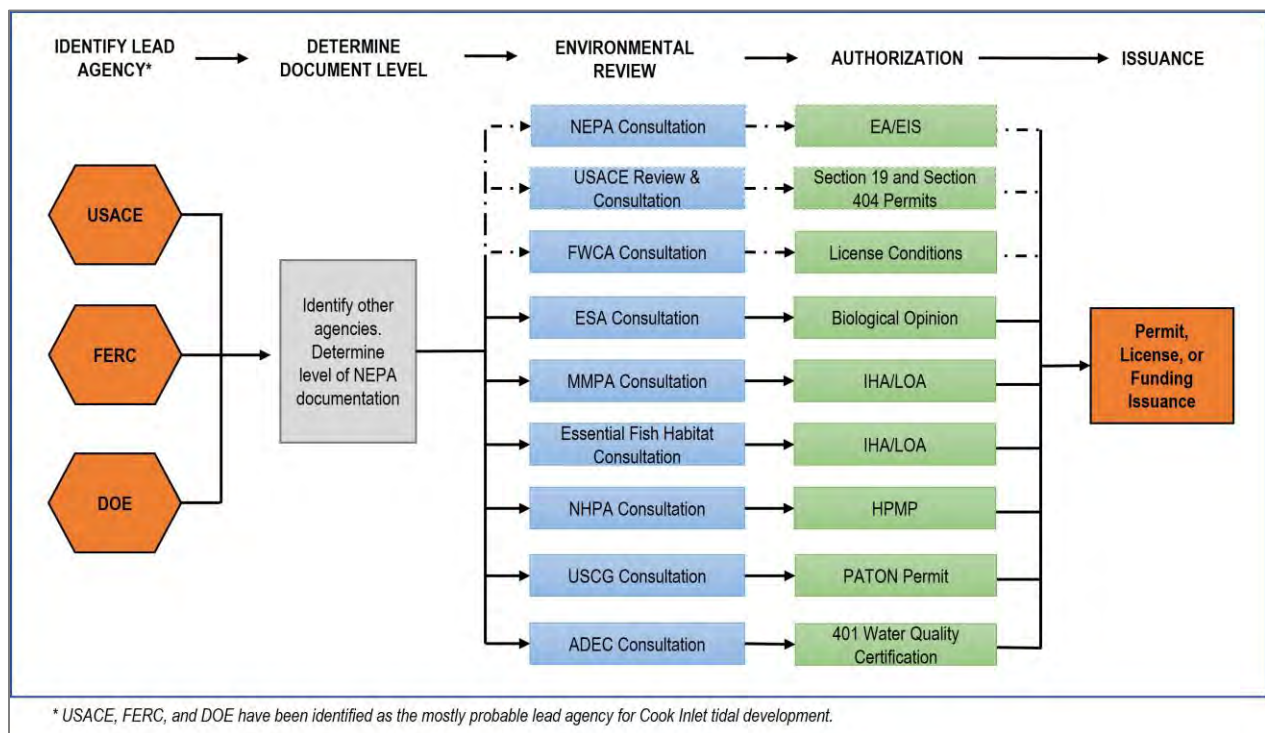 IDENTIFY LEAD
AGENCY*
DETERMINE
DOCUMENT LEVEL
ENVIRONMENTAL
REVIEW
AUTHORIZATION
ISSUANCE
USACE
FERC
DOE
Identify other
agencies.
Determine
level of NEPA
documentation
NEPA Consultation
EA/EIS
USACE Review &
Consultation
Section 19 and Section
404 Permits
FWCA Consultation
License Conditions
ESA Consultation
Biological Opinion
MMPA Consultation
IHA/LOA
Essential Fish Habitat
Consultation
IHA/LOA
NHPA Consultation
HPMP
USCG Consultation
PATON Permit
ADEC Consultation
401 Water Quality
Certification
Permit,
License, or
Funding
Issuance
* USACE, FERC, and DOE have been identified as the mostly probable lead agency for Cook Inlet tidal development.